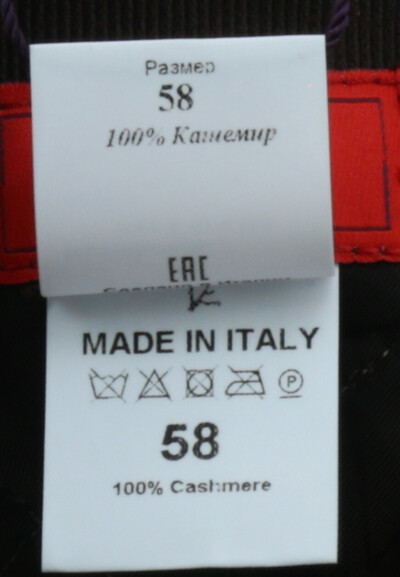 Размер
58
100% Кашемир
EAC
MADE IN ITALY
P
58
100% Cashmere